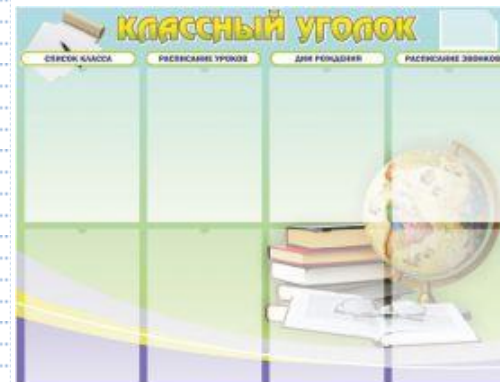 КЛАССНЫЙ УГОЛОК
СПИСОК КЛАССА
РАСПИСАНИЕ УРОКОВ
ДНИ РОЖДЕНИЯ
РАСПИСАНИЕ ЗВОНКОВ